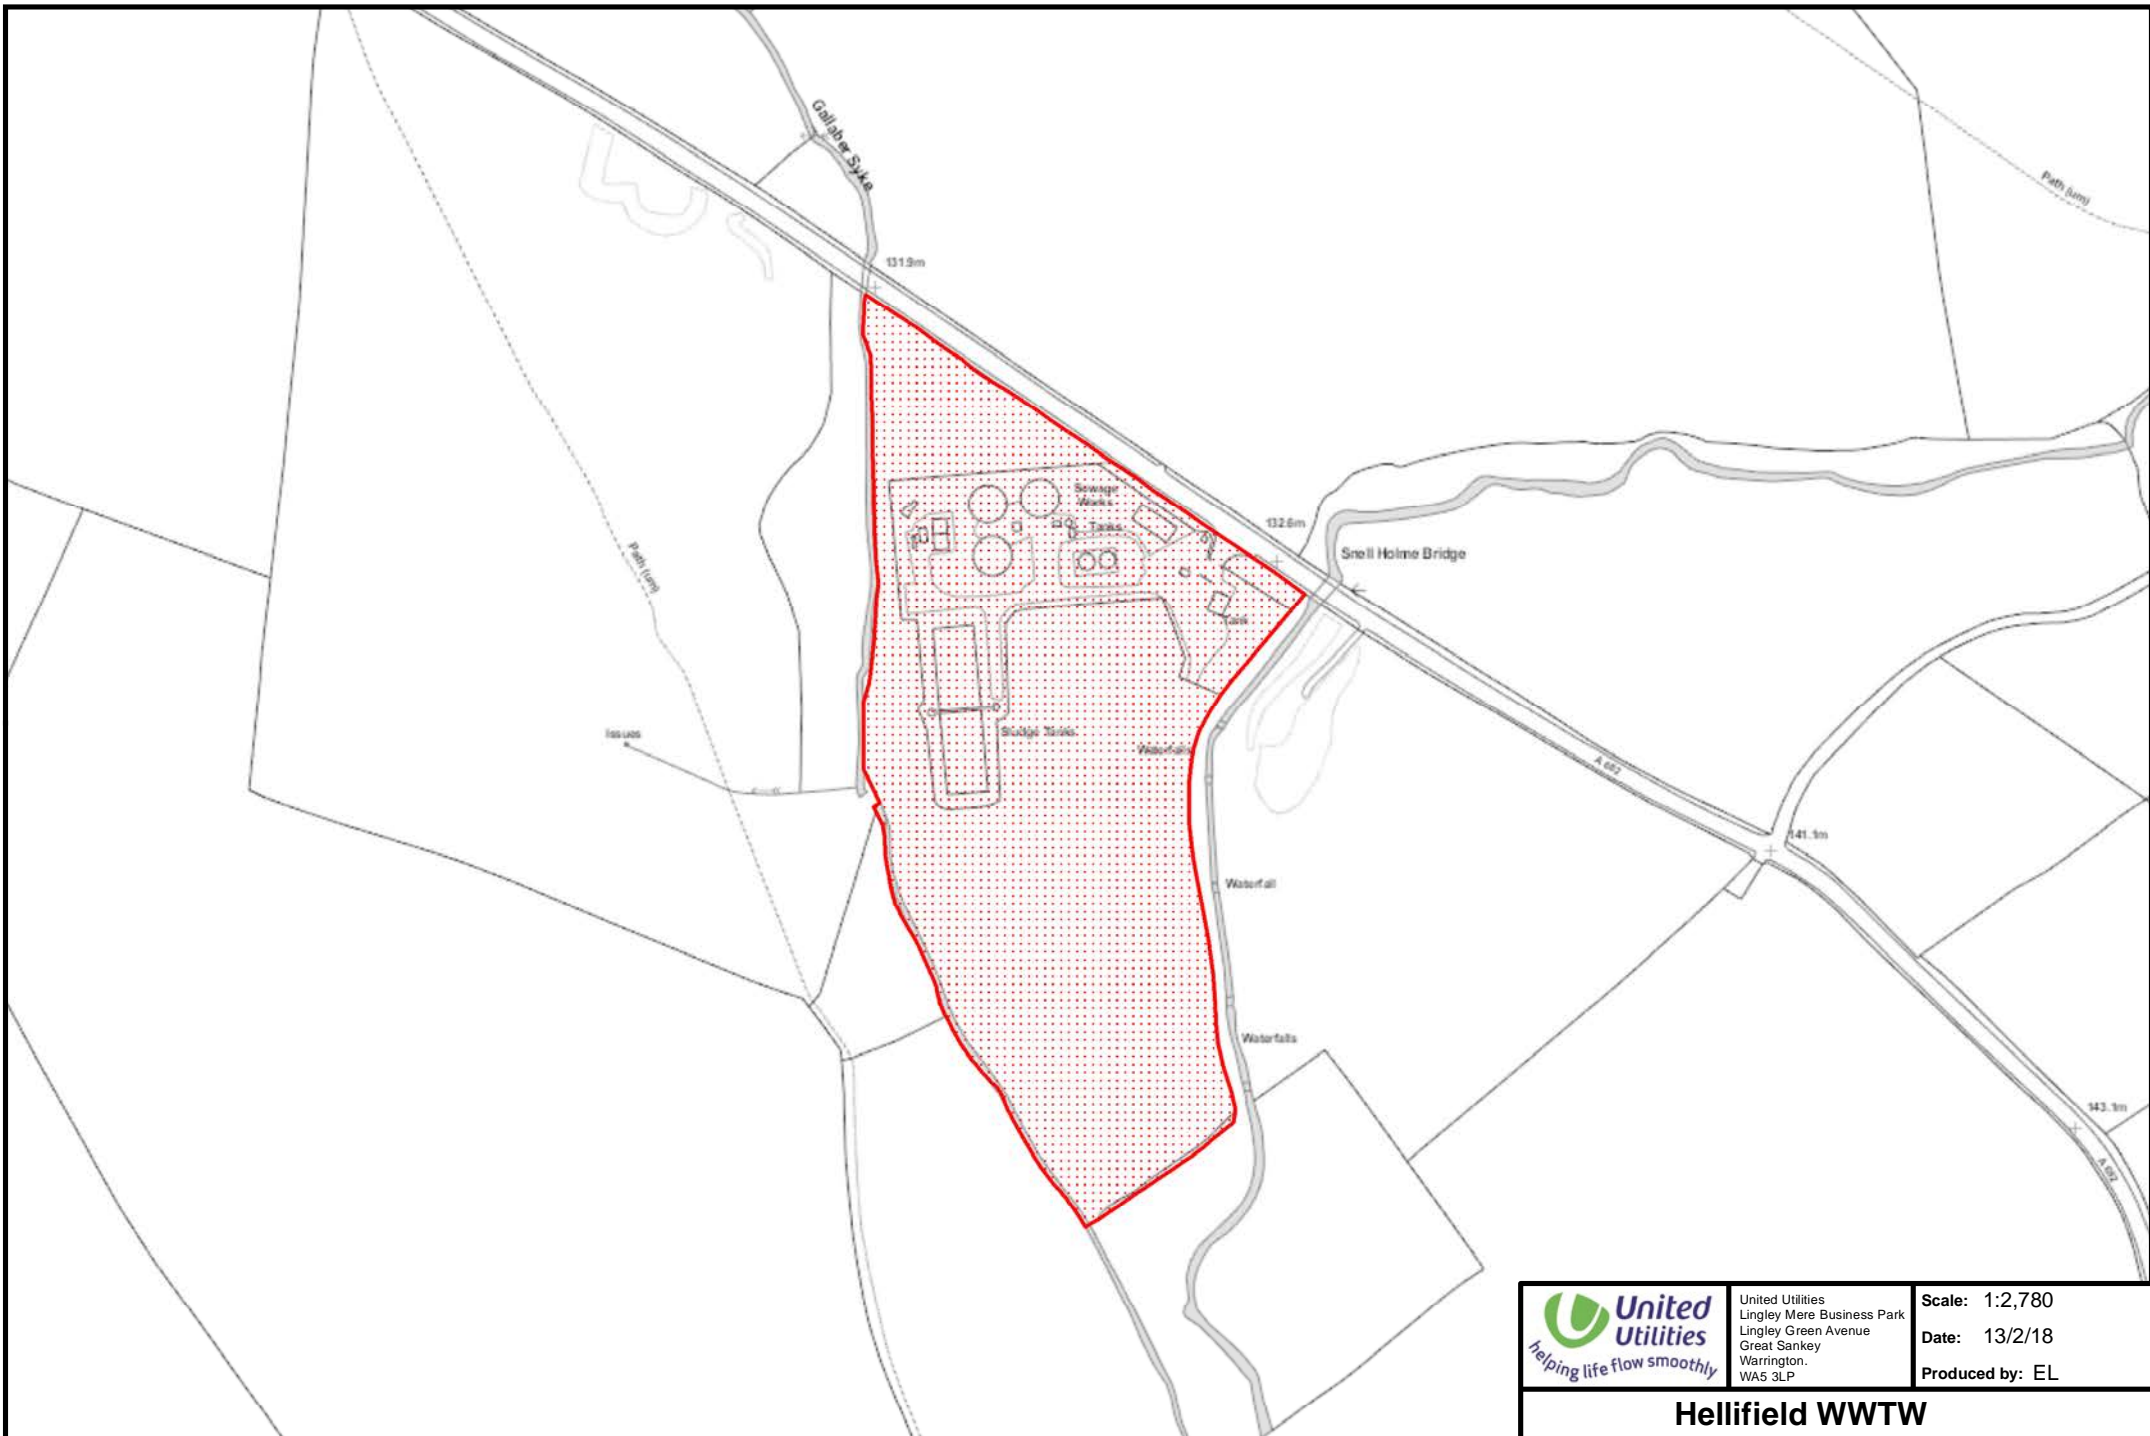 Gallaber Syke
Path (um)
131.9m
Sewage
Works
Tanks
132.6m
Snell Holme Bridge
Path (um)
Tank
Issues
Sludge Tanks
Waterfalls
A 682
141.1m
Waterfall
Waterfalls
143.1m
A 682
United
Utilities
helping life flow smoothly
United Utilities
Lingley Mere Business Park
Lingley Green Avenue
Great Sankey
Warrington.
WA5 3LP
Scale: 1:2,780
Date: 13/2/18
Produced by: EL
Hellifield WWTW